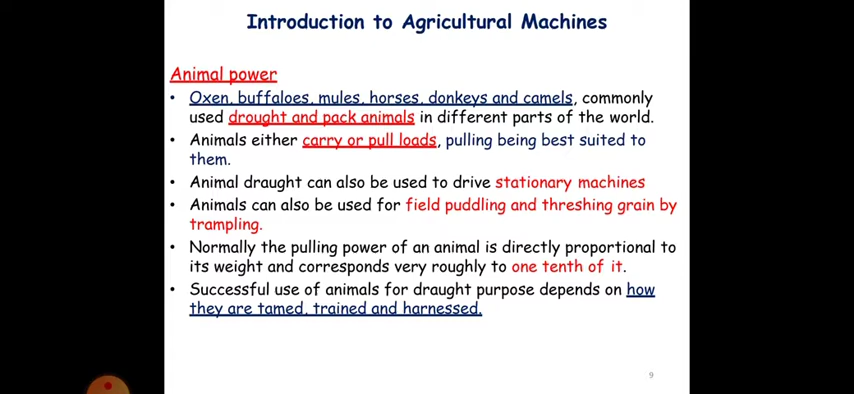 Introduction to Agricultural Machines
Animal power
• Oxen, buffaloes, mules, horses, donkeys and camels, commonly
used drought and pack animals in different parts of the world.
• Animals either carry or pull loads, pulling being best suited to
them.
• Animal draught can also be used to drive stationary machines
• Animals can also be used for field puddling and threshing grain by
trampling.
• Normally the pulling power of an animal is directly proportional to
its weight and corresponds very roughly to one tenth of it.
• Successful use of animals for draught purpose depends on how
they are tamed, trained and harnessed.
9